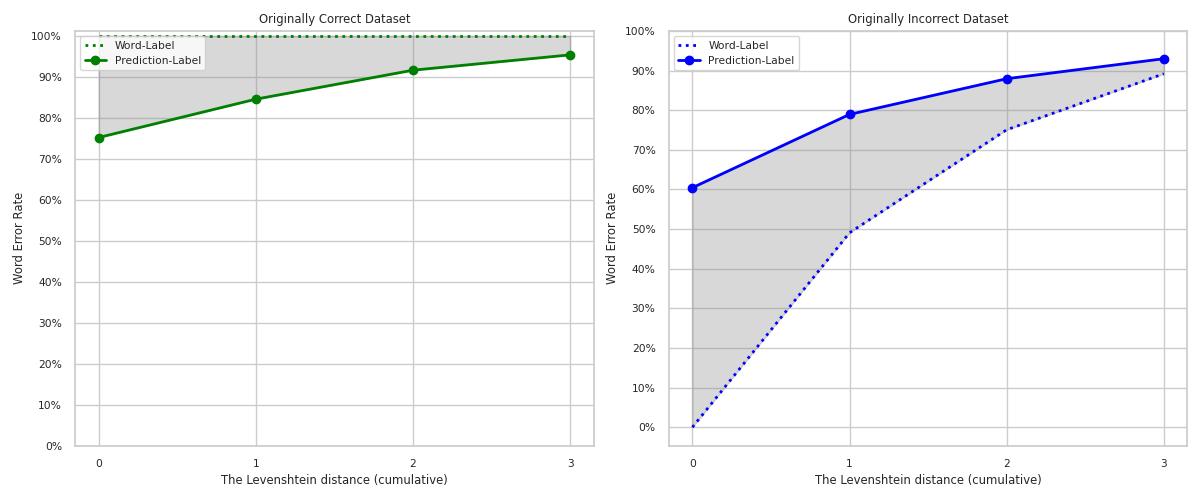 Originally Correct Dataset
100%
90%
80%
70%
60%
50%
40%
30%
20%
10%
0%
Word Error Rate
Word-Label
Prediction-Label
0 1 2 3
The Levenshtein distance (cumulative)
Originally Incorrect Dataset
100%
90%
80%
70%
60%
50%
40%
30%
20%
10%
0%
Word Error Rate
Word-Label
Prediction-Label
0 1 2 3
The Levenshtein distance (cumulative)